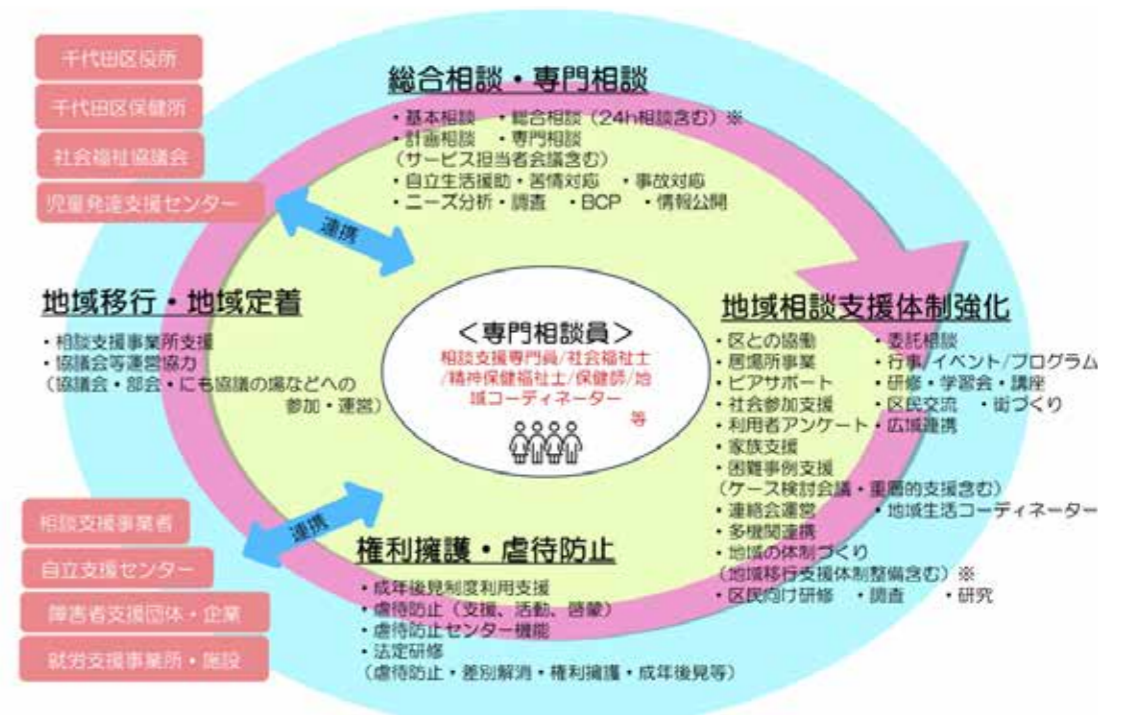 千代田区役所
千代田区保健所
社会福祉協議会
児童発達支援センター
総合相談・専門相談
・基本相談 ・総合相談（24h相談含む）※
・計画相談 ・専門相談
（サービス担当者会議含む）
・自立生活援助・苦情対応 ・事故対応
・ニーズ分析・調査 ・BCP ・情報公開
連携
地域移行・地域定着
・相談支援事業所支援
・協議会等運営協力
（協議会・部会・にも協議の場などへの
参加・運営）
＜専門相談員＞
相談支援専門員/社会福祉士
/精神保健福祉士/保健師/地
域コーディネーター
等
地域相談支援体制強化
・区との協働 ・委託相談
・居場所事業 ・行事/イベント/プログラム
・ピアサポート ・研修・学習会・講座
・社会参加支援 ・区民交流 ・街づくり
・利用者アンケート・広域連携
・家族支援
・困難事例支援
（ケース検討会議・重層的支援含む）
・連絡会運営 ・地域生活コーディネーター
・多機関連携
・地域の体制づくり
（地域移行支援体制整備含む）※
・区民向け研修 ・調査 ・研究
相談支援事業者
自立支援センター
障害者支援団体・企業
就労支援事業所・施設
連携
権利擁護・虐待防止
・成年後見制度利用支援
・虐待防止（支援、活動、啓蒙）
・虐待防止センター機能
・法定研修
（虐待防止・差別解消・権利擁護・成年後見等）